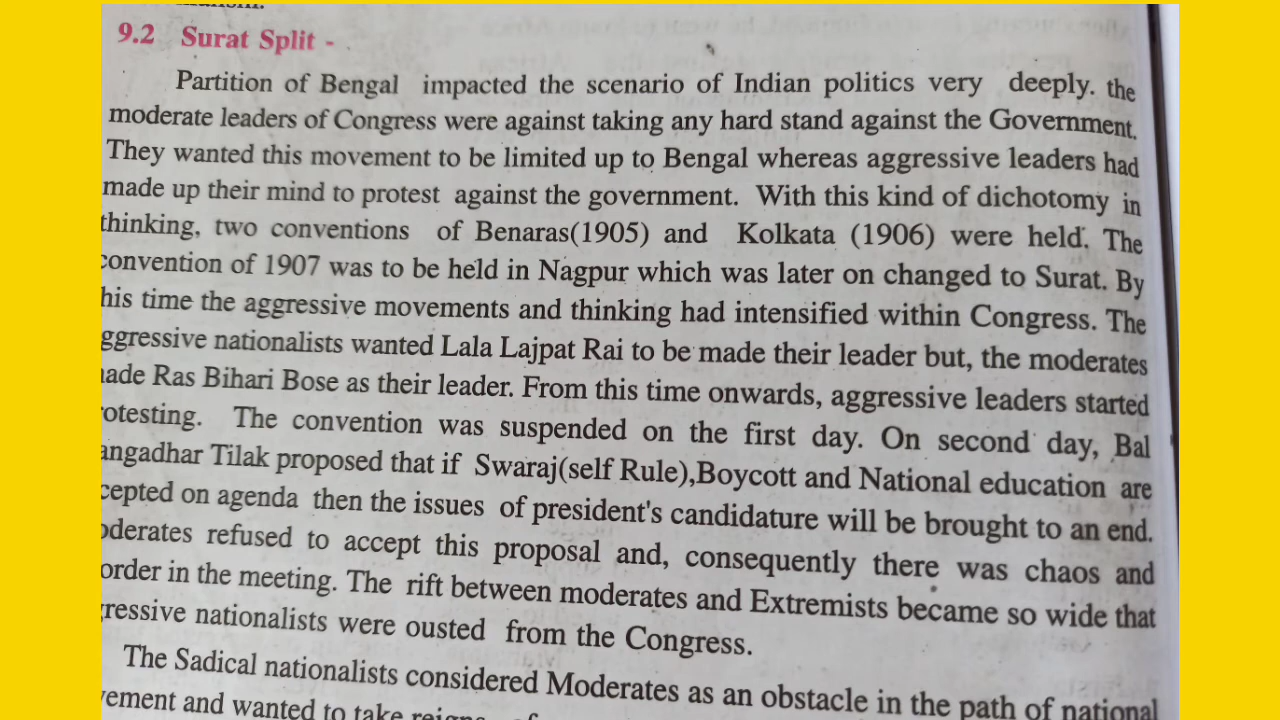 9.2 Surat Split -
Partition of Bengal impacted the scenario of Indian politics very deeply. the
moderate leaders of Congress were against taking any hard stand against the Government.
They wanted this movement to be limited up to Bengal whereas aggressive leaders had
made up their mind to protest against the government. With this kind of dichotomy in
thinking, two conventions of Benaras(1905) and Kolkata (1906) were held. The
convention of 1907 was to be held in Nagpur which was later on changed to Surat. By
his time the aggressive movements and thinking had intensified within Congress. The
ggressive nationalists wanted Lala Lajpat Rai to be made their leader but, the moderates
ade Ras Bihari Bose as their leader. From this time onwards, aggressive leaders started
otesting. The convention was suspended on the first day. On second day, Bal
angadhar Tilak proposed that if Swaraj(self Rule),Boycott and National education are
cepted on agenda then the issues of president's candidature will be brought to an end.
oderates refused to accept this proposal and, consequently there was chaos and
order in the meeting. The rift between moderates and Extremists became so wide that
gressive nationalists were ousted from the Congress.
The Sadical nationalists considered Moderates as an obstacle in the path of national
vement and wanted to take